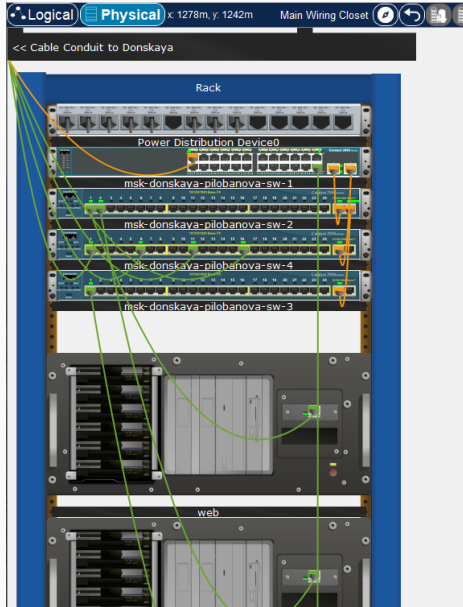 Logical
Physical
x: 1278m, y: 1242m
Main Wiring Closet
<< Cable Conduit to Donskaya
Rack
Power Distribution Device0
msk-donskaya-pilobanova-sw-1
msk-donskaya-pilobanova-sw-2
msk-donskaya-pilobanova-sw-4
msk-donskaya-pilobanova-sw-3
web